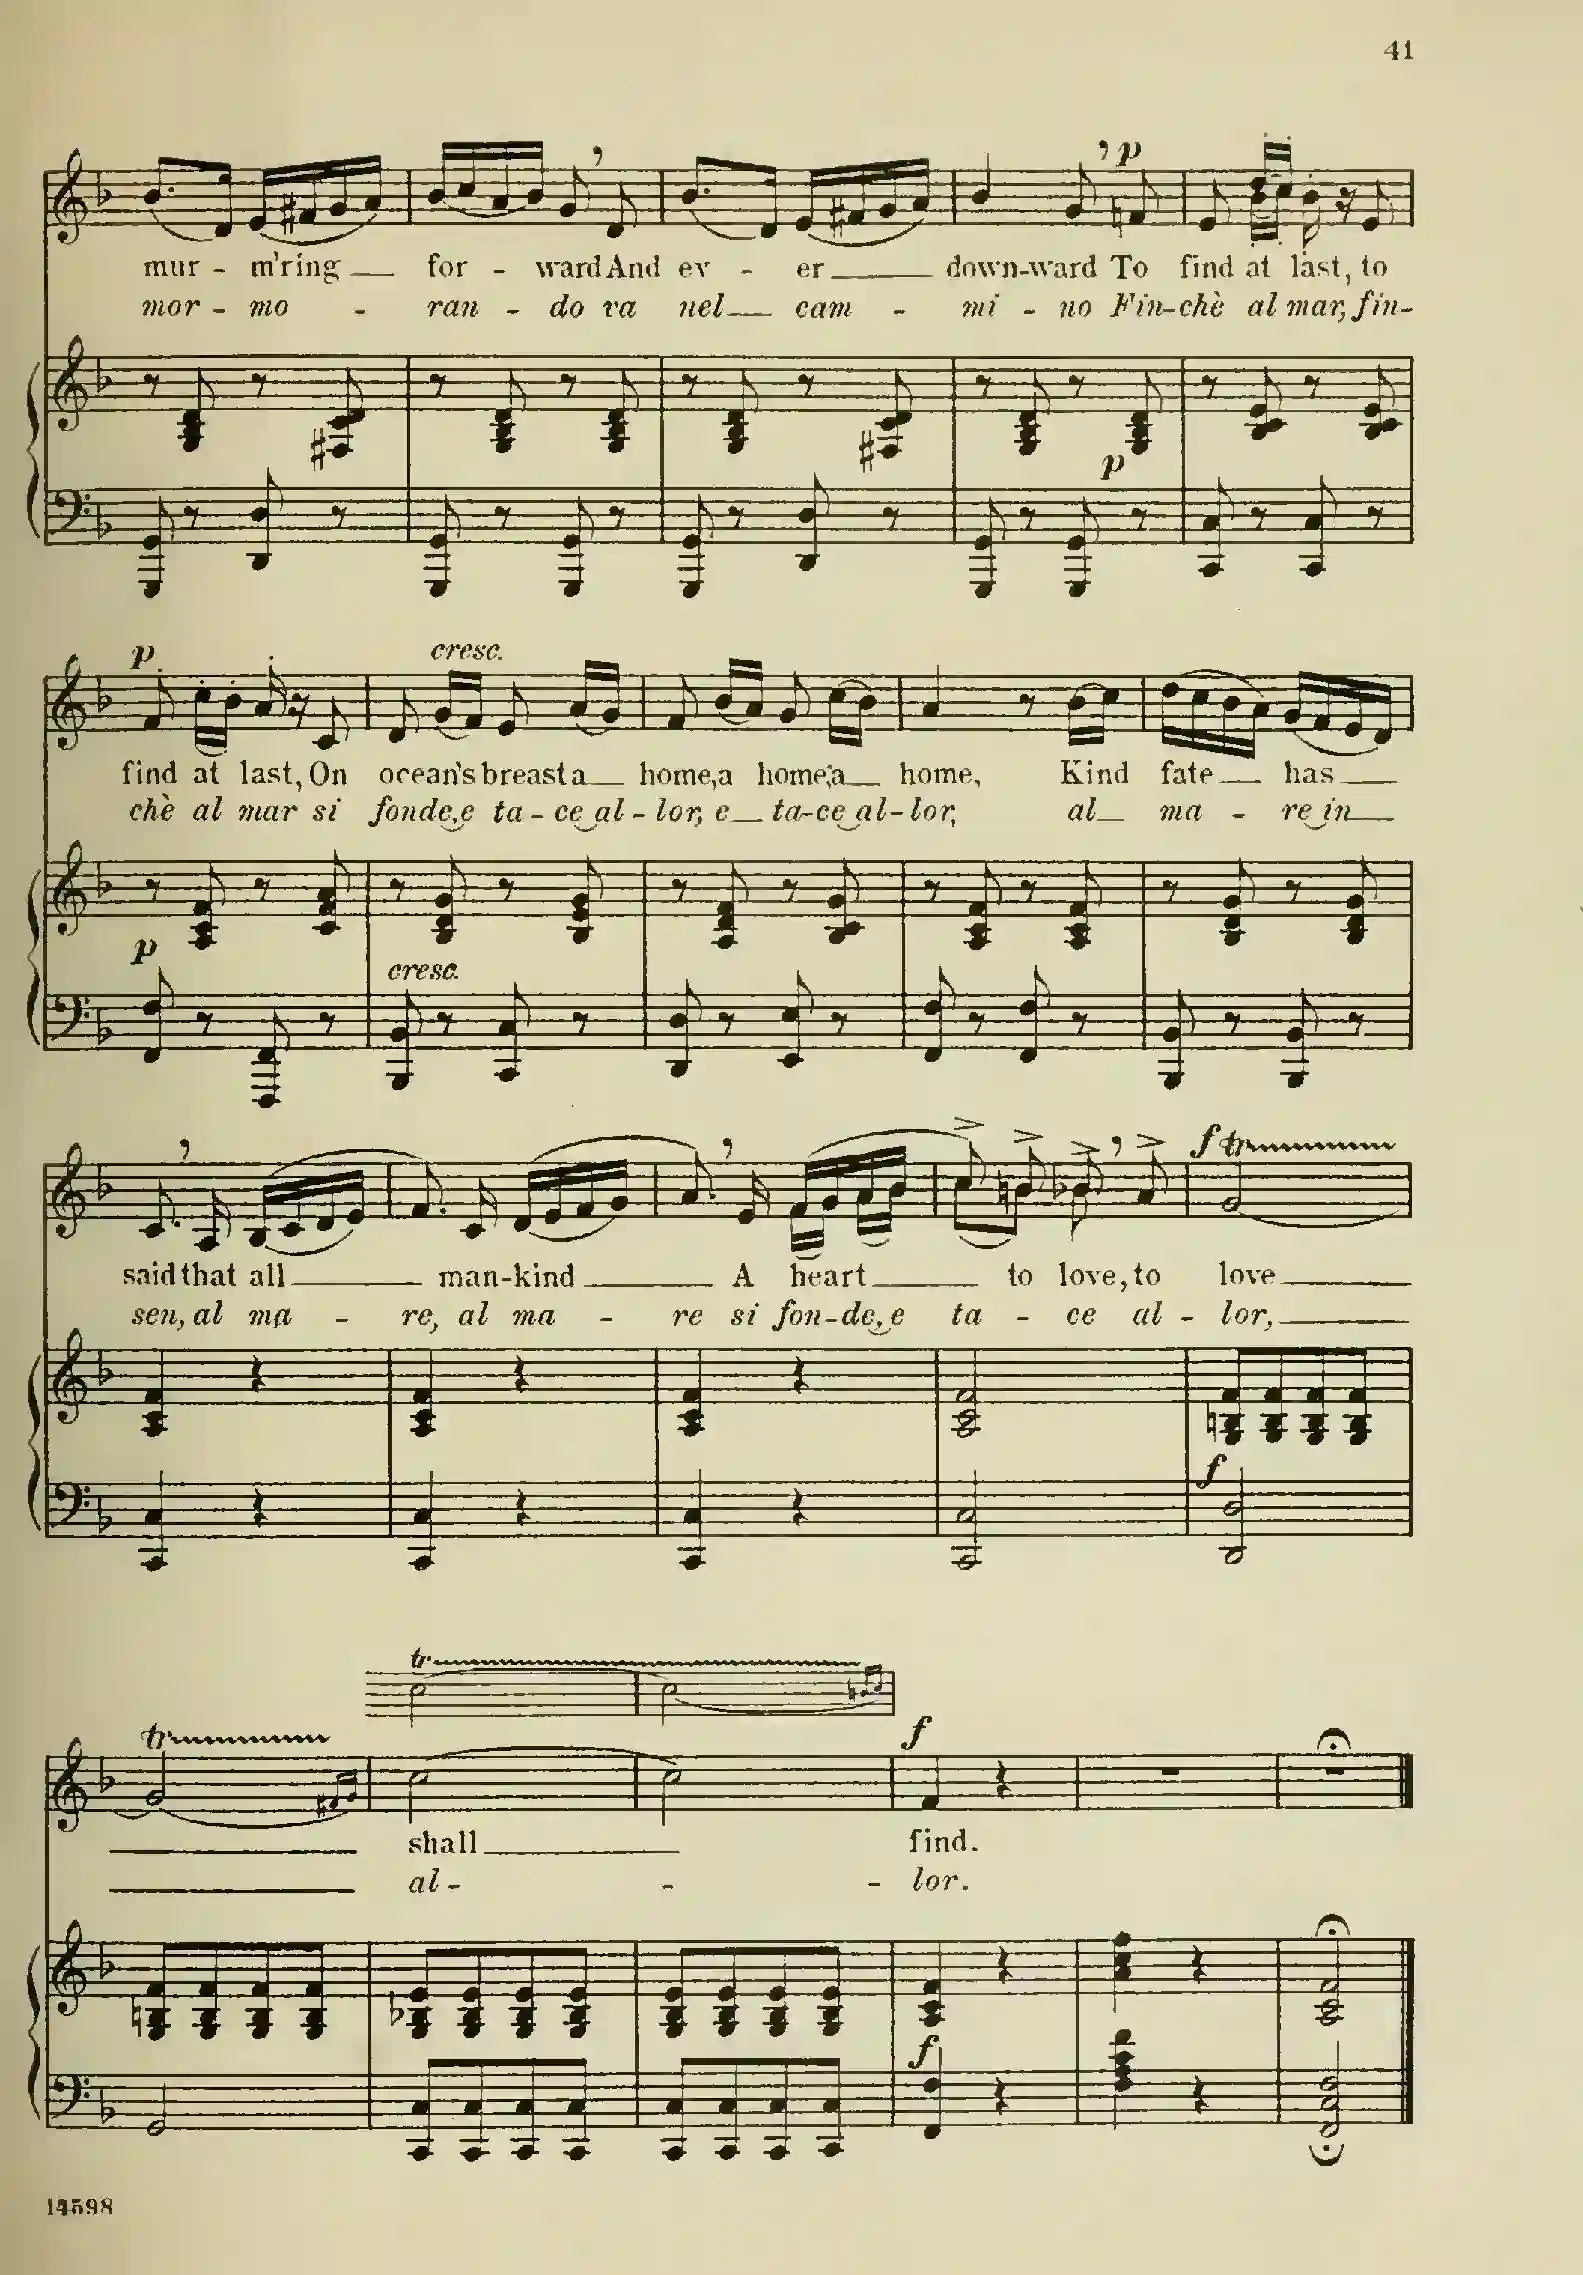 41
p
mur - m'ring — for - ward And ev - er — down-ward To find at last, to
mor - mo - ran - do va nel — cam - mi - no Fin-chè al mar, fin-
p
p cresc.
find at last, On ocean's breast a — home, a home, a — home, Kind fate — has —
chè al mar si fonde, e ta - ce al - lor, e — ta-ce al-lor, al — ma - re in —
p cresc.
f tr
said that all — man-kind — A heart — to love, to love —
sen, al ma - re, al ma - re si fon-de, e ta - ce al - lor, —
f
tr
tr f
shall — find.
al - - - lor.
f
14598